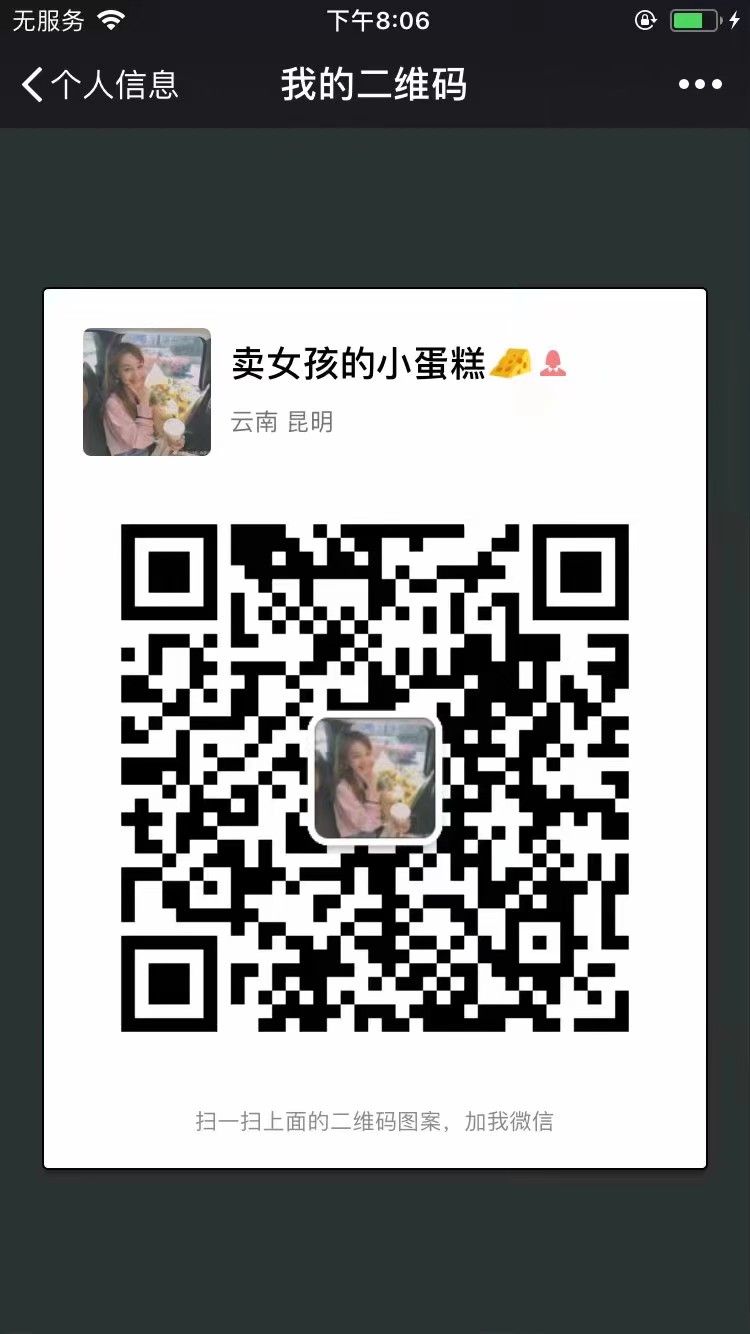 无服务
下午8:06
个人信息
我的二维码
卖女孩的小蛋糕
云南 昆明
扫一扫上面的二维码图案，加我微信